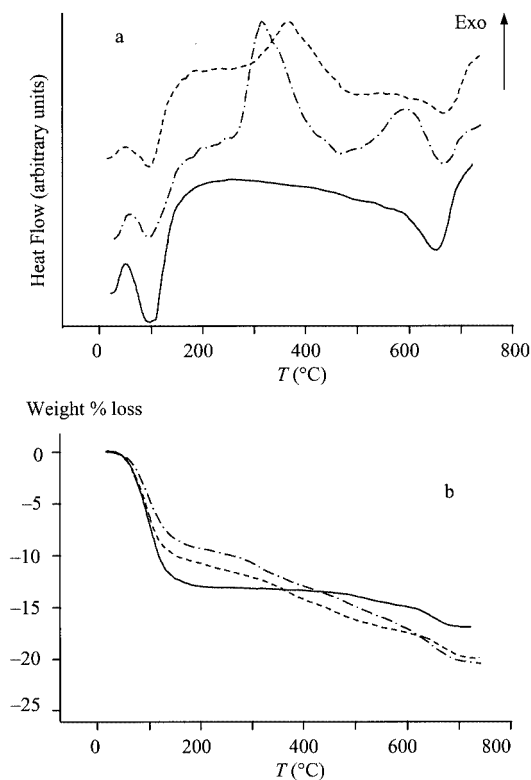 a
Exo
Heat Flow (arbitrary units)
0 200 400 600 800
T (°C)
Weight % loss
b
0
–5
–10
–15
–20
–25
0 200 400 600 800
T (°C)